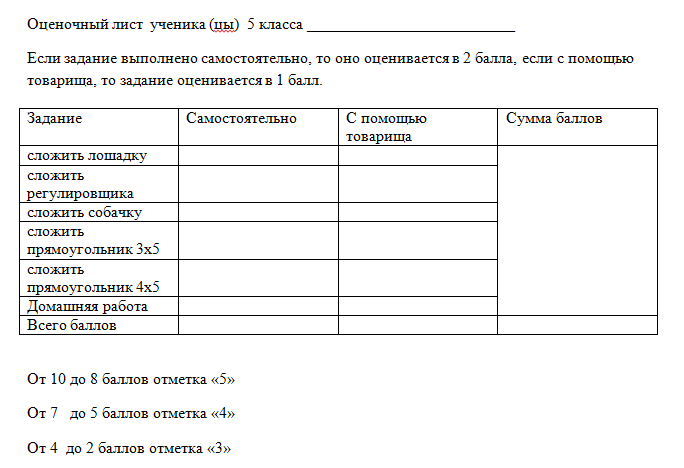 Оценочный лист ученика (цы) 5 класса ___________________________
Если задание выполнено самостоятельно, то оно оценивается в 2 балла, если с помощью
товарища, то задание оценивается в 1 балл.
Задание Самостоятельно С помощью товарища Сумма баллов
сложить лошадку
сложить
регулировщика
сложить собачку
сложить
прямоугольник 3х5
сложить
прямоугольник 4х5
Домашняя работа
Всего баллов
От 10 до 8 баллов отметка «5»
От 7 до 5 баллов отметка «4»
От 4 до 2 баллов отметка «3»